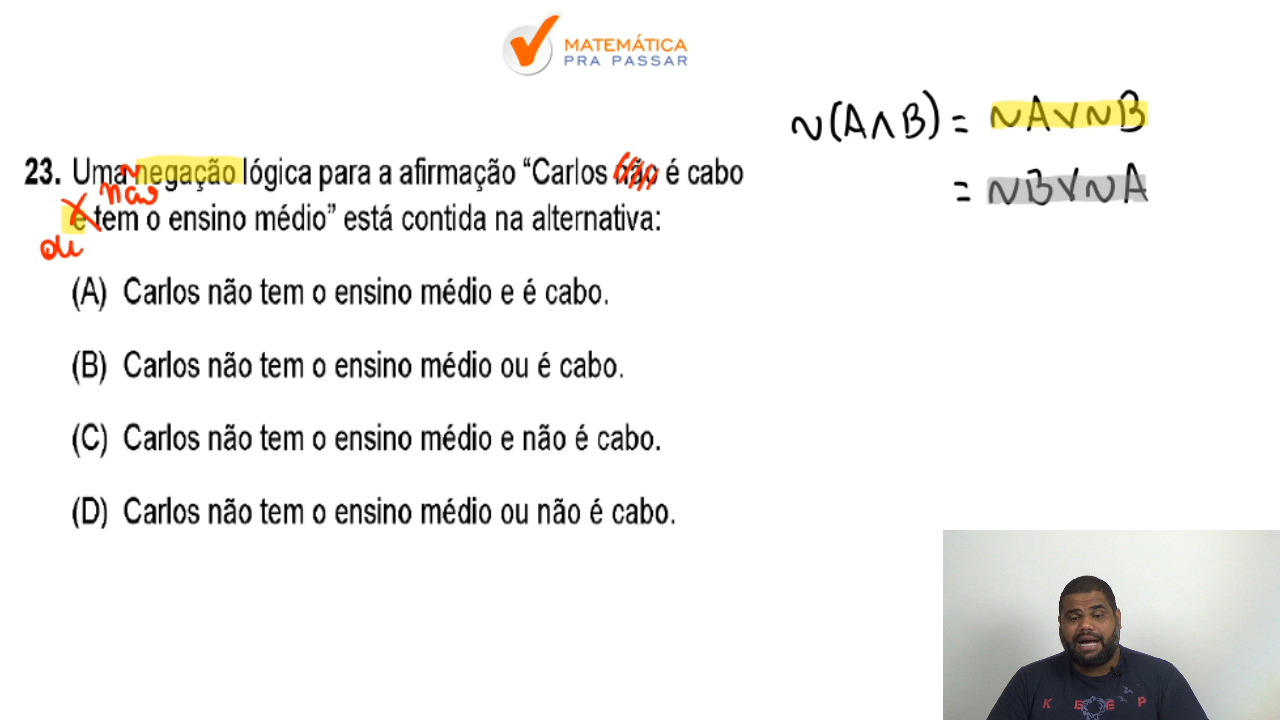 MATEMÁTICA
PRA PASSAR
~(A∧B) = ~A∨~B
= ~B∨~A
23. Uma negação lógica para a afirmação “Carlos não é cabo
não
e tem o ensino médio” está contida na alternativa:
ou
(A) Carlos não tem o ensino médio e é cabo.
(B) Carlos não tem o ensino médio ou é cabo.
(C) Carlos não tem o ensino médio e não é cabo.
(D) Carlos não tem o ensino médio ou não é cabo.
K E E P